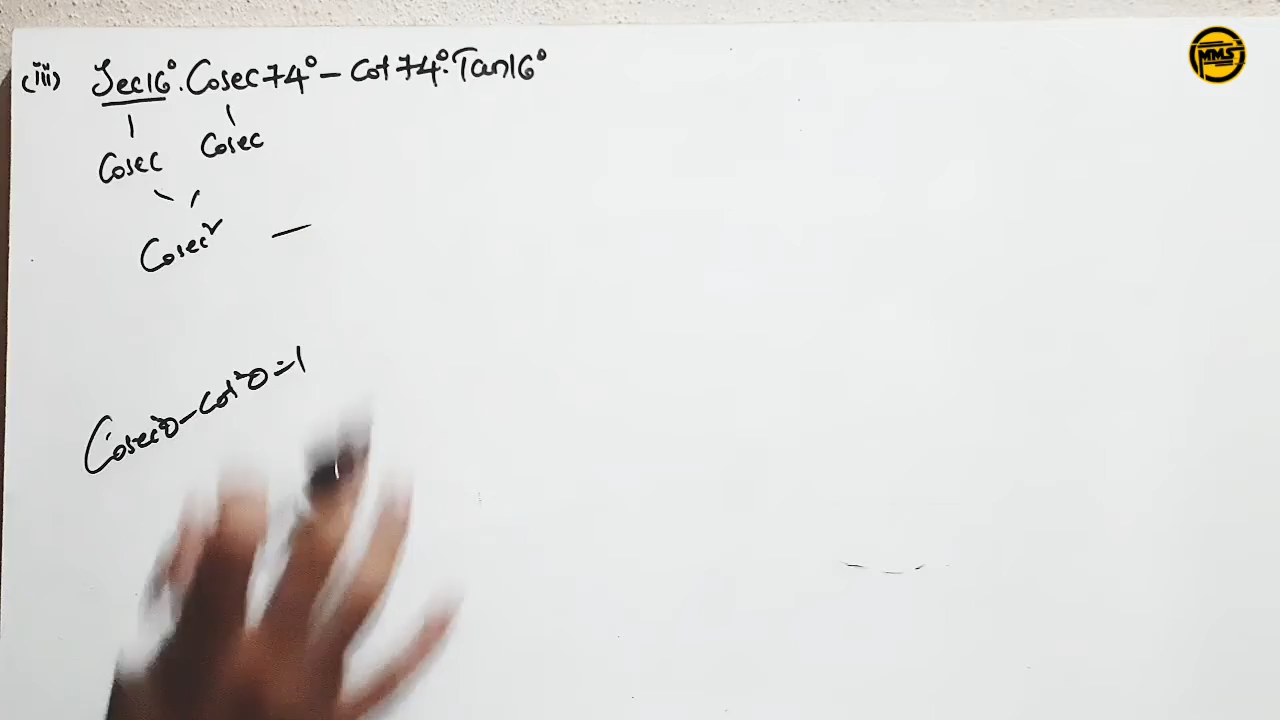 (iii) Sec16°.Cosec74° - Cot74°.Tan16°
Cosec Cosec
Cosec² -
Cosec²θ - Cot²θ = 1
MMS